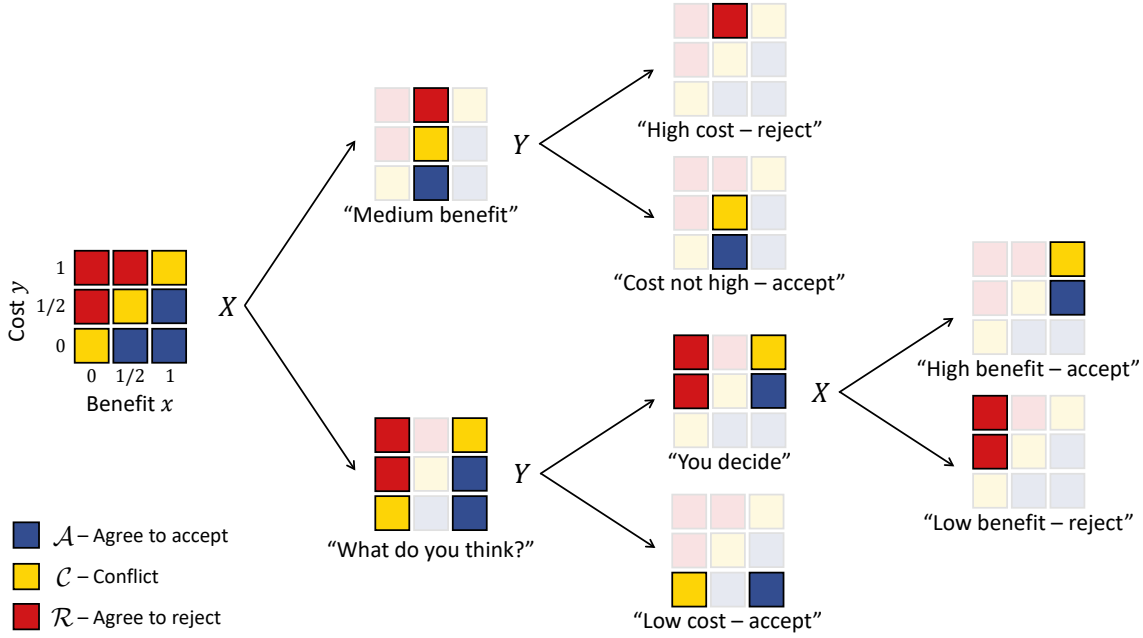 "High cost – reject"
"Medium benefit"
Y
"Cost not high – accept"
Cost y
1
1/2
0
0 1/2 1
Benefit x
X
"High benefit – accept"
"You decide"
X
Y
"What do you think?"
"Low benefit – reject"
"Low cost – accept"
𝒜 – Agree to accept
𝒞 – Conflict
ℛ – Agree to reject